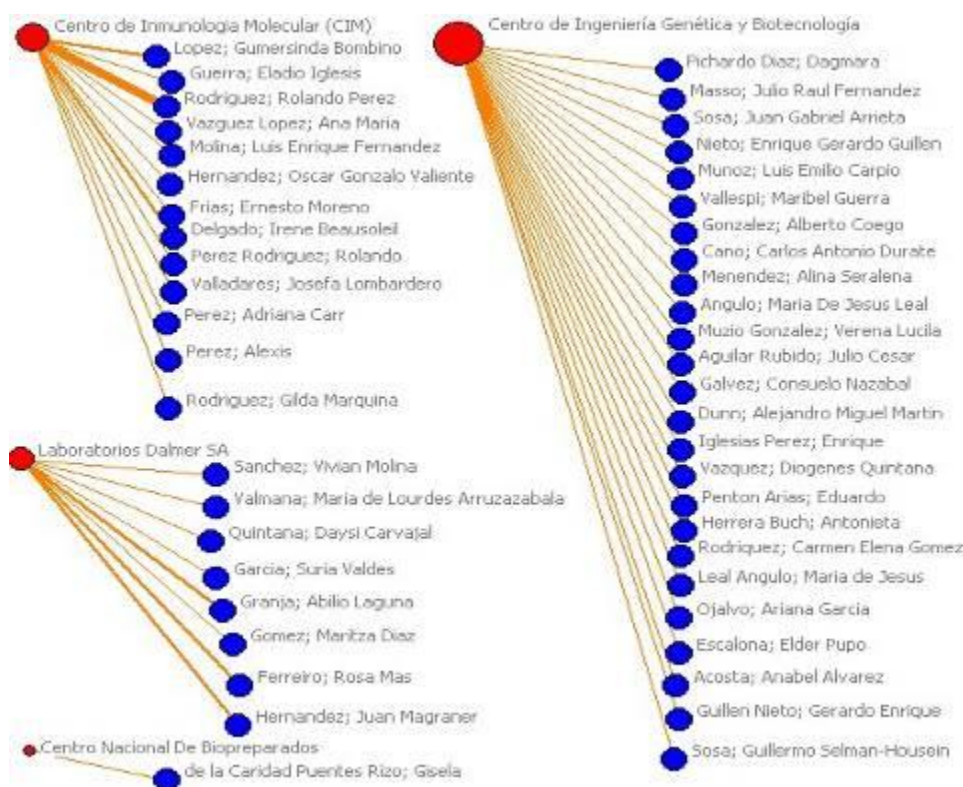 Centro de Inmunologia Molecular (CIM)
Lopez; Gumersinda Bombino
Guerra; Eladio Iglesis
Rodriguez; Rolando Perez
Vazguez Lopez; Ana Maria
Molina; Luis Enrique Fernandez
Hernandez; Oscar Gonzalo Valiente
Frias; Ernesto Moreno
Delgado; Irene Beausoleil
Perez Rodriguez; Rolando
Valladares; Josefa Lombardero
Perez; Adriana Carr
Perez; Alexis
Rodriguez; Gilda Marquina
Laboratorios Dalmer SA
Sanchez; Vivian Molina
Valmana; Maria de Lourdes Arruzazabala
Quintana; Daysi Carvajal
Garcia; Suria Valdes
Granja; Abilio Laguna
Gomez; Maritza Diaz
Ferreiro; Rosa Mas
Hernandez; Juan Magraner
Centro Nacional De Biopreparados
de la Caridad Puentes Rizo; Gisela
Centro de Ingeniería Genética y Biotecnología
Pichardo Diaz; Dagmara
Masso; Julio Raul Fernandez
Sosa; Juan Gabriel Arrieta
Nieto; Enrique Gerardo Guillen
Munoz; Luis Emilio Carpio
Vallespi; Maribel Guerra
Gonzalez; Alberto Coego
Cano; Carlos Antonio Durate
Menendez; Alina Seralena
Angulo; Maria De Jesus Leal
Muzio Gonzalez; Verena Lucila
Aguilar Rubido; Julio Cesar
Galvez; Consuelo Nazabal
Dunn; Alejandro Miguel Martin
Iglesias Perez; Enrique
Vazquez; Diogenes Quintana
Penton Arias; Eduardo
Herrera Buch; Antonieta
Rodriquez; Carmen Elena Gomez
Leal Angulo; Maria de Jesus
Ojalvo; Ariana Garcia
Escalona; Elder Pupo
Acosta; Anabel Alvarez
Guillen Nieto; Gerardo Enrique
Sosa; Guillermo Selman-Housein